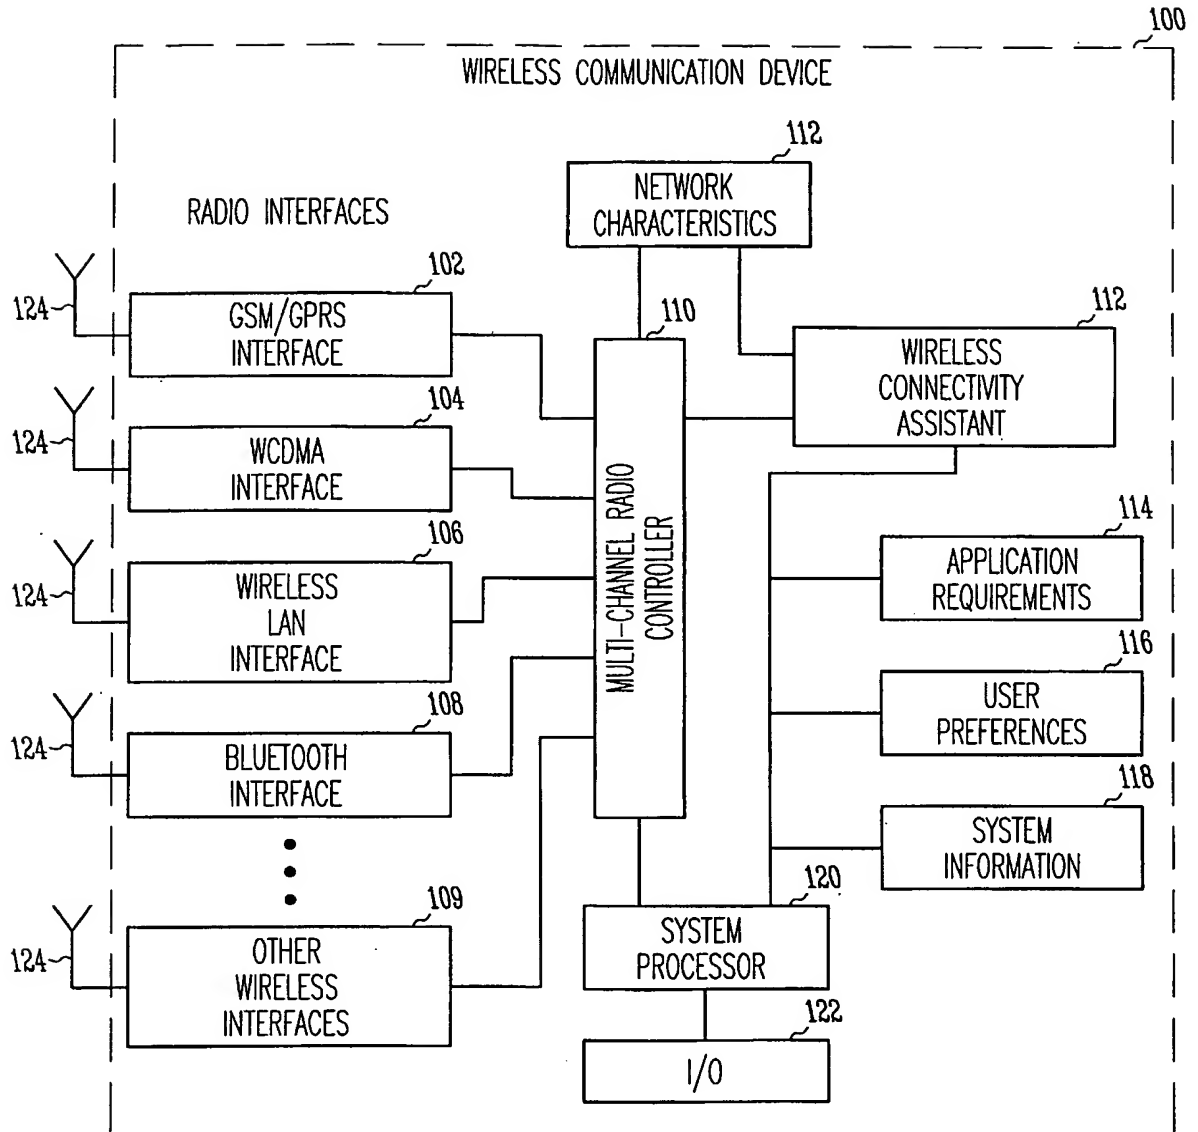 100
WIRELESS COMMUNICATION DEVICE
112
NETWORK
CHARACTERISTICS
RADIO INTERFACES
102
124
GSM/GPRS
INTERFACE
110
112
WIRELESS
CONNECTIVITY
ASSISTANT
104
124
WCDMA
INTERFACE
MULTI-CHANNEL RADIO
CONTROLLER
106
124
WIRELESS
LAN
INTERFACE
114
APPLICATION
REQUIREMENTS
116
USER
PREFERENCES
108
124
BLUETOOTH
INTERFACE
118
SYSTEM
INFORMATION
109
124
OTHER
WIRELESS
INTERFACES
120
SYSTEM
PROCESSOR
122
I/O